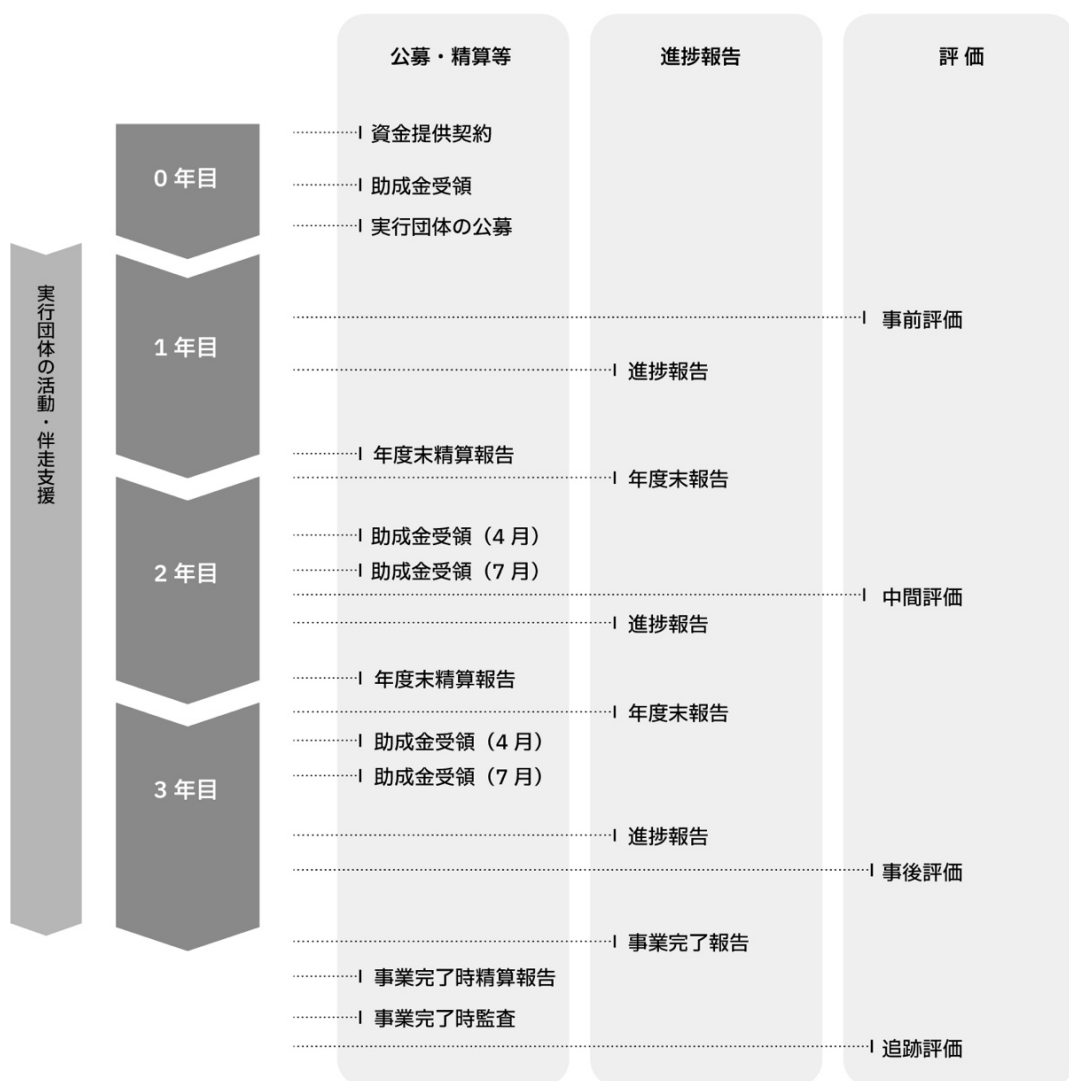 公募・精算等
進捗報告
評 価
0 年目
資金提供契約
助成金受領
実行団体の公募
実行団体の活動・伴走支援
1 年目
事前評価
進捗報告
年度末精算報告
年度末報告
2 年目
助成金受領（4 月）
助成金受領（7 月）
中間評価
進捗報告
年度末精算報告
年度末報告
3 年目
助成金受領（4 月）
助成金受領（7 月）
進捗報告
事後評価
事業完了報告
事業完了時精算報告
事業完了時監査
追跡評価